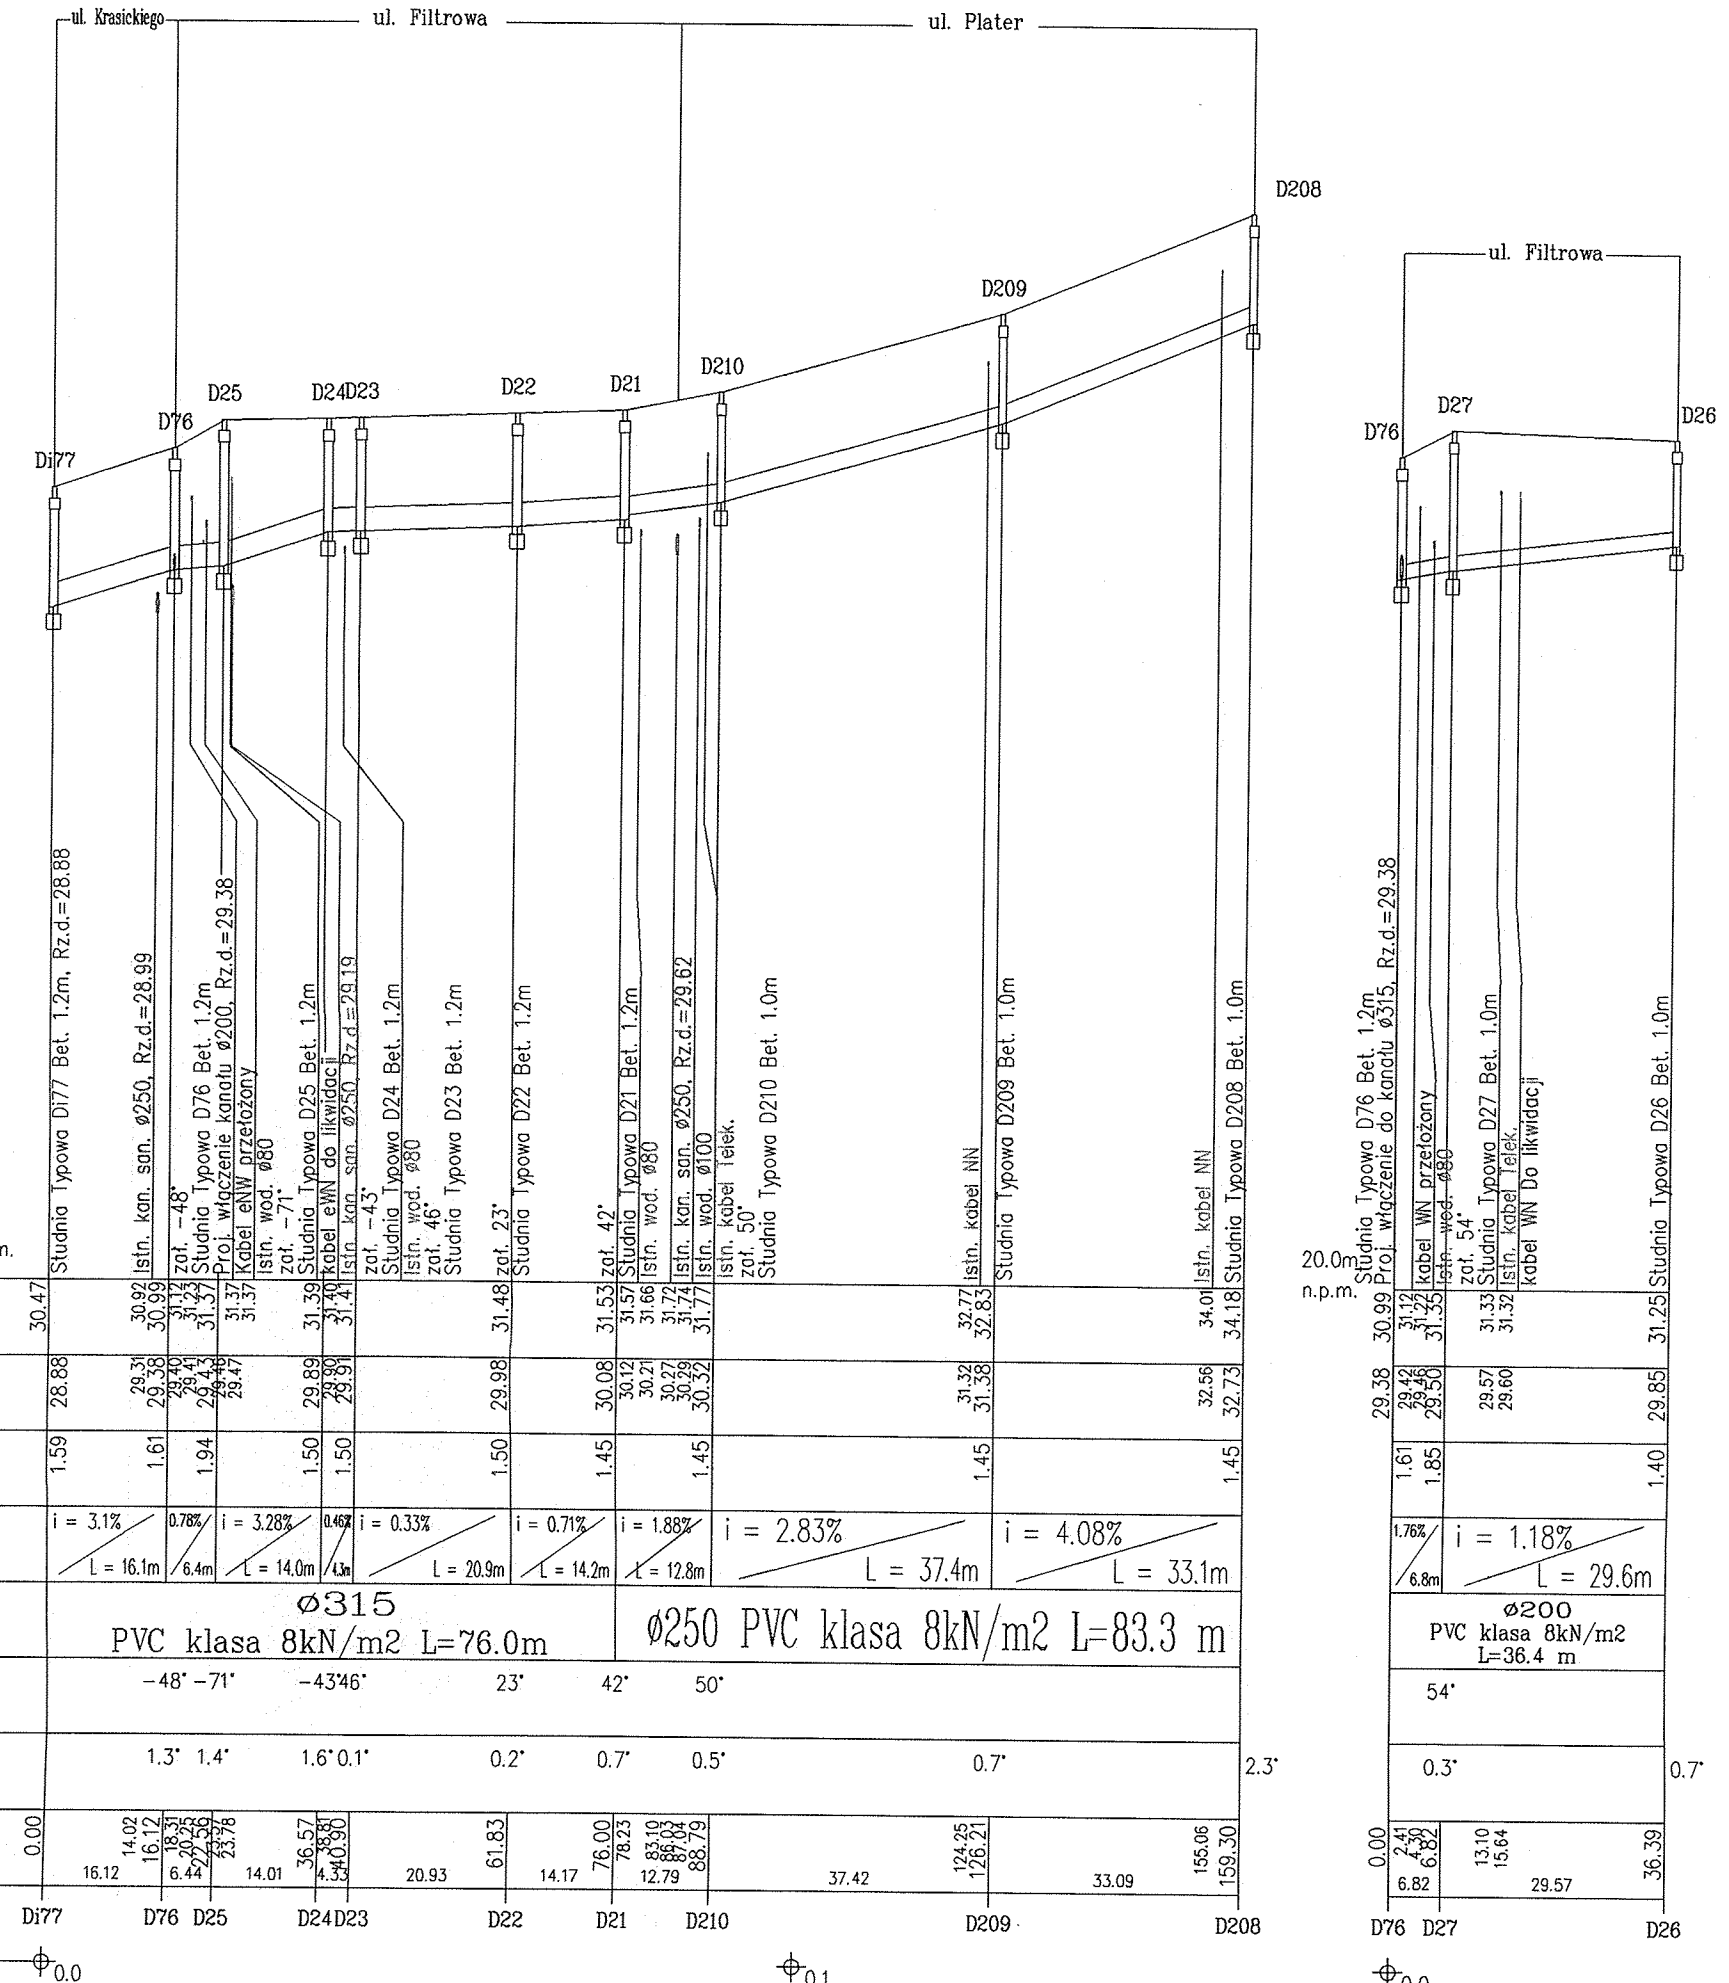 ul. Krasickiego
ul. Filtrowa
ul. Plater
D208
ul. Filtrowa
D209
D210
D25
D24
D23
D22
D21
D76
Di77
D76
D27
D26
Studnia Typowa Di77 Bet. 1.2m, Rz.d.=28.88
Istn. kan. san. ø250, Rz.d.=28.99
zał. -48°
Studnia Typowa D76 Bet. 1.2m
Proj. włączenie kanału ø200, Rz.d.=29.38
Kabel eNW przełożony
Istn. wod. ø80
zał. -71°
Studnia Typowa D25 Bet. 1.2m
kabel eWN do likwidacji
Istn. kan. san. ø250, Rz.d.=29.19
zał. -43°
Studnia Typowa D24 Bet. 1.2m
Istn. wod. ø80
zał. 46°
Studnia Typowa D23 Bet. 1.2m
zał. 23°
Studnia Typowa D22 Bet. 1.2m
zał. 42°
Studnia Typowa D21 Bet. 1.2m
Istn. wod. ø80
Istn. kan. san. ø250, Rz.d.=29.62
Istn. wod. ø100
Istn. kabel Telek.
zał. 50°
Studnia Typowa D210 Bet. 1.0m
Istn. kabel NN
Studnia Typowa D209 Bet. 1.0m
Istn. kabel NN
Studnia Typowa D208 Bet. 1.0m
Studnia Typowa D76 Bet. 1.2m
Proj. włączenie do kanału ø315, Rz.d.=29.38
kabel WN przełożony
Istn. wod. ø80
zał. 54°
Studnia Typowa D27 Bet. 1.0m
Istn. kabel Telek.
kabel WN Do likwidacji
Studnia Typowa D26 Bet. 1.0m
m.
20.0m
n.p.m.
30.47 30.92 30.99 31.12 31.23 31.37 31.37 31.37 31.39 31.40 31.41 31.48 31.53 31.57 31.66 31.72 31.74 31.77 32.77 32.83 34.01 34.18
30.99 31.12 31.22 31.35 31.33 31.32 31.25
28.88 29.31 29.38 29.40 29.41 29.43 29.46 29.47 29.89 29.90 29.91 29.98 30.08 30.12 30.21 30.27 30.29 30.32 31.32 31.38 32.56 32.73
29.38 29.42 29.46 29.50 29.57 29.60 29.85
1.59 1.61 1.94 1.50 1.50 1.50 1.45 1.45 1.45 1.45
1.61 1.85 1.40
i = 3.1% 0.78% i = 3.28% 0.46% i = 0.33% i = 0.71% i = 1.88% i = 2.83% i = 4.08%
1.76% i = 1.18%
L = 16.1m 6.4m L = 14.0m 4.3m L = 20.9m L = 14.2m L = 12.8m L = 37.4m L = 33.1m
6.8m L = 29.6m
ø315
PVC klasa 8kN/m2 L=76.0m
ø250 PVC klasa 8kN/m2 L=83.3 m
ø200
PVC klasa 8kN/m2
L=36.4 m
-48° -71° -43° 46° 23° 42° 50°
54°
1.3° 1.4° 1.6° 0.1° 0.2° 0.7° 0.5° 0.7° 2.3°
0.3° 0.7°
0.00 14.02 16.12 18.31 20.25 22.56 23.78 36.57 38.81 40.90 61.83 76.00 78.23 83.10 86.03 87.04 88.79 124.25 126.21 155.06 159.30
0.00 2.41 4.30 6.82 13.10 15.64 36.39
16.12 6.44 14.01 4.33 20.93 14.17 12.79 37.42 33.09
6.82 29.57
Di77 D76 D25 D24 D23 D22 D21 D210 D209 D208
D76 D27 D26
0.0
0.1
0.0